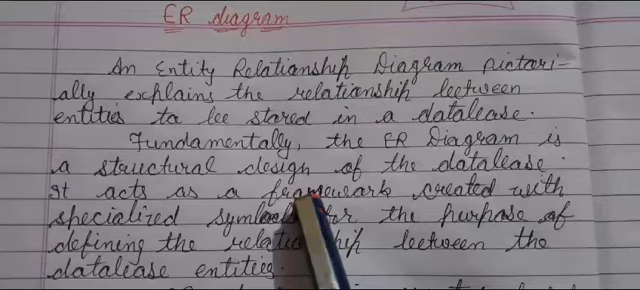 ER diagram
An Entity Relationship Diagram pictori-
ally explains the relationship between
entities to be stored in a database.
Fundamentally, the ER Diagram is
a structural design of the database.
It acts as a framework created with
specialized symbols for the purpose of
defining the relationship between the
database entities.